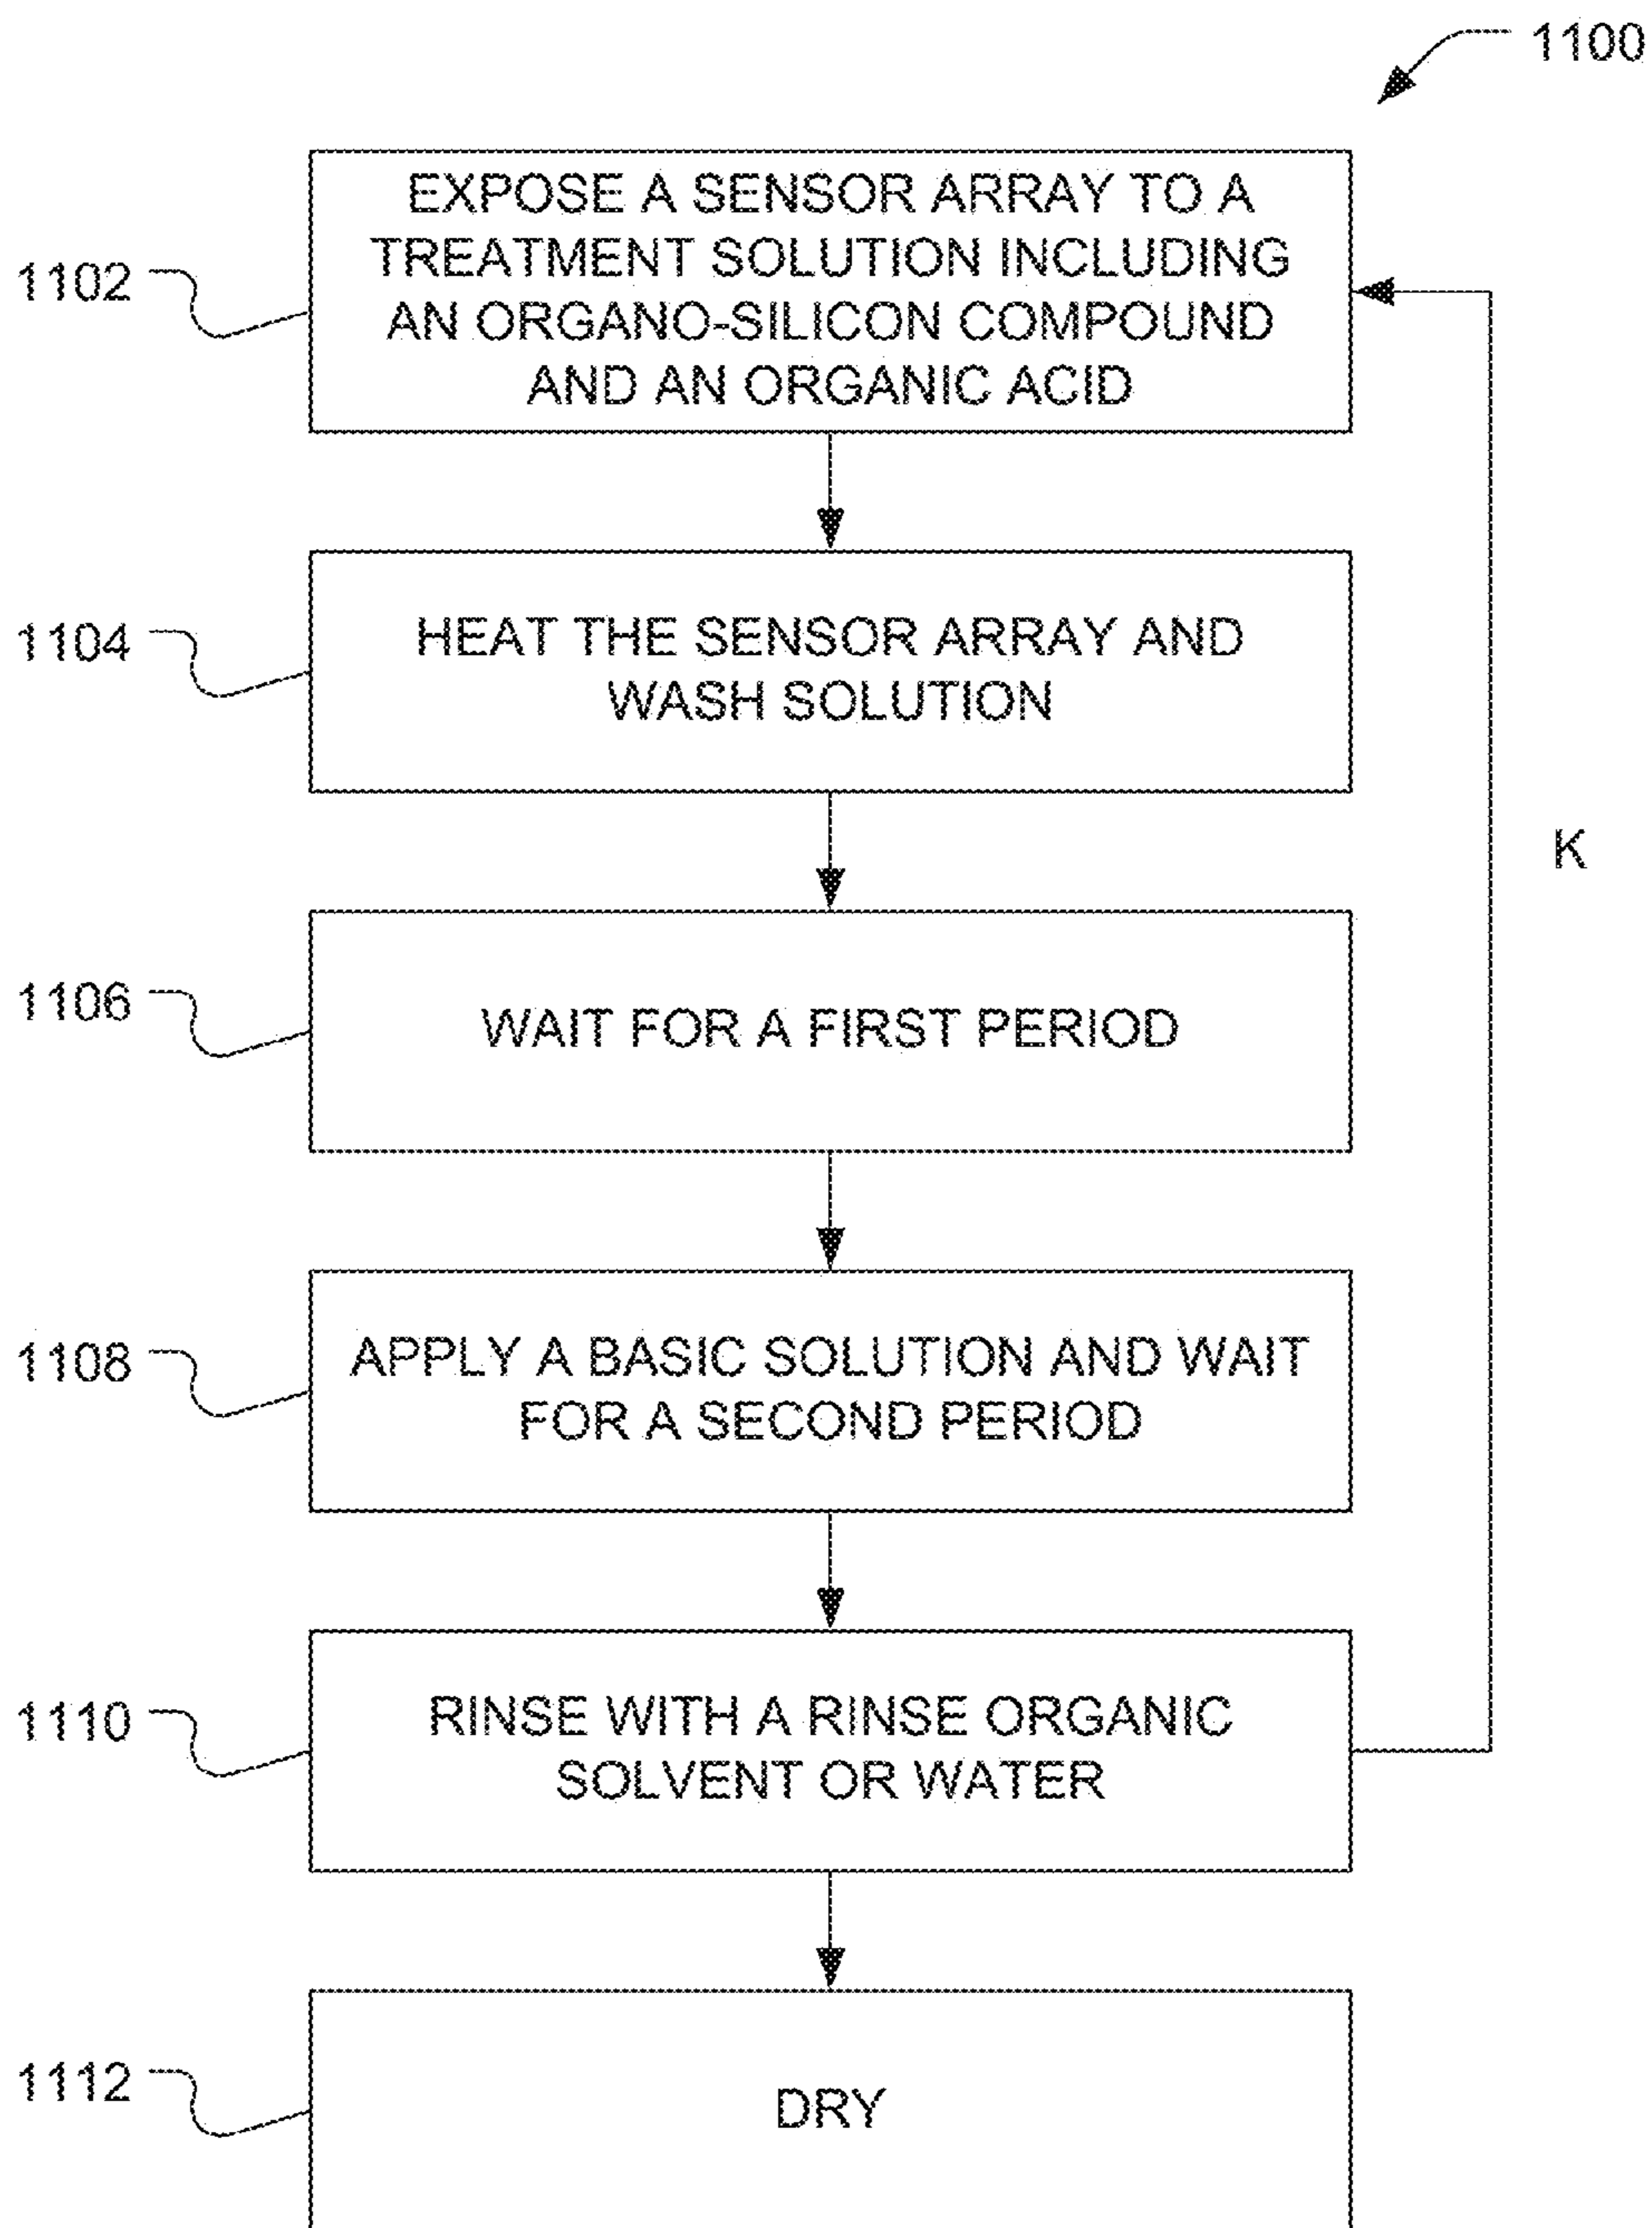 1100
EXPOSE A SENSOR ARRAY TO A
TREATMENT SOLUTION INCLUDING
AN ORGANO-SILICON COMPOUND
AND AN ORGANIC ACID
1102
HEAT THE SENSOR ARRAY AND
WASH SOLUTION
1104
K
WAIT FOR A FIRST PERIOD
1106
APPLY A BASIC SOLUTION AND WAIT
FOR A SECOND PERIOD
1108
RINSE WITH A RINSE ORGANIC
SOLVENT OR WATER
1110
DRY
1112